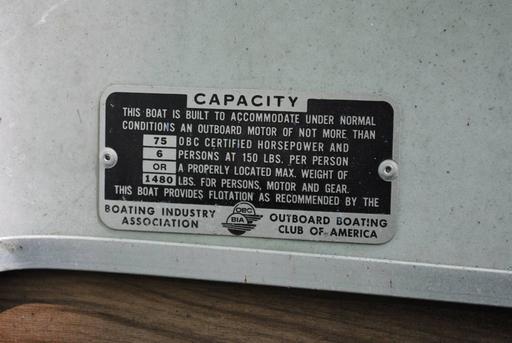 CAPACITY
THIS BOAT IS BUILT TO ACCOMMODATE UNDER NORMAL
CONDITIONS AN OUTBOARD MOTOR OF NOT MORE THAN
75 OBC CERTIFIED HORSEPOWER AND
6 PERSONS AT 150 LBS. PER PERSON
OR A PROPERLY LOCATED MAX. WEIGHT OF
1480 LBS. FOR PERSONS, MOTOR AND GEAR.
THIS BOAT PROVIDES FLOTATION AS RECOMMENDED BY THE
BOATING INDUSTRY
ASSOCIATION
OBC
BIA
OUTBOARD BOATING
CLUB OF AMERICA